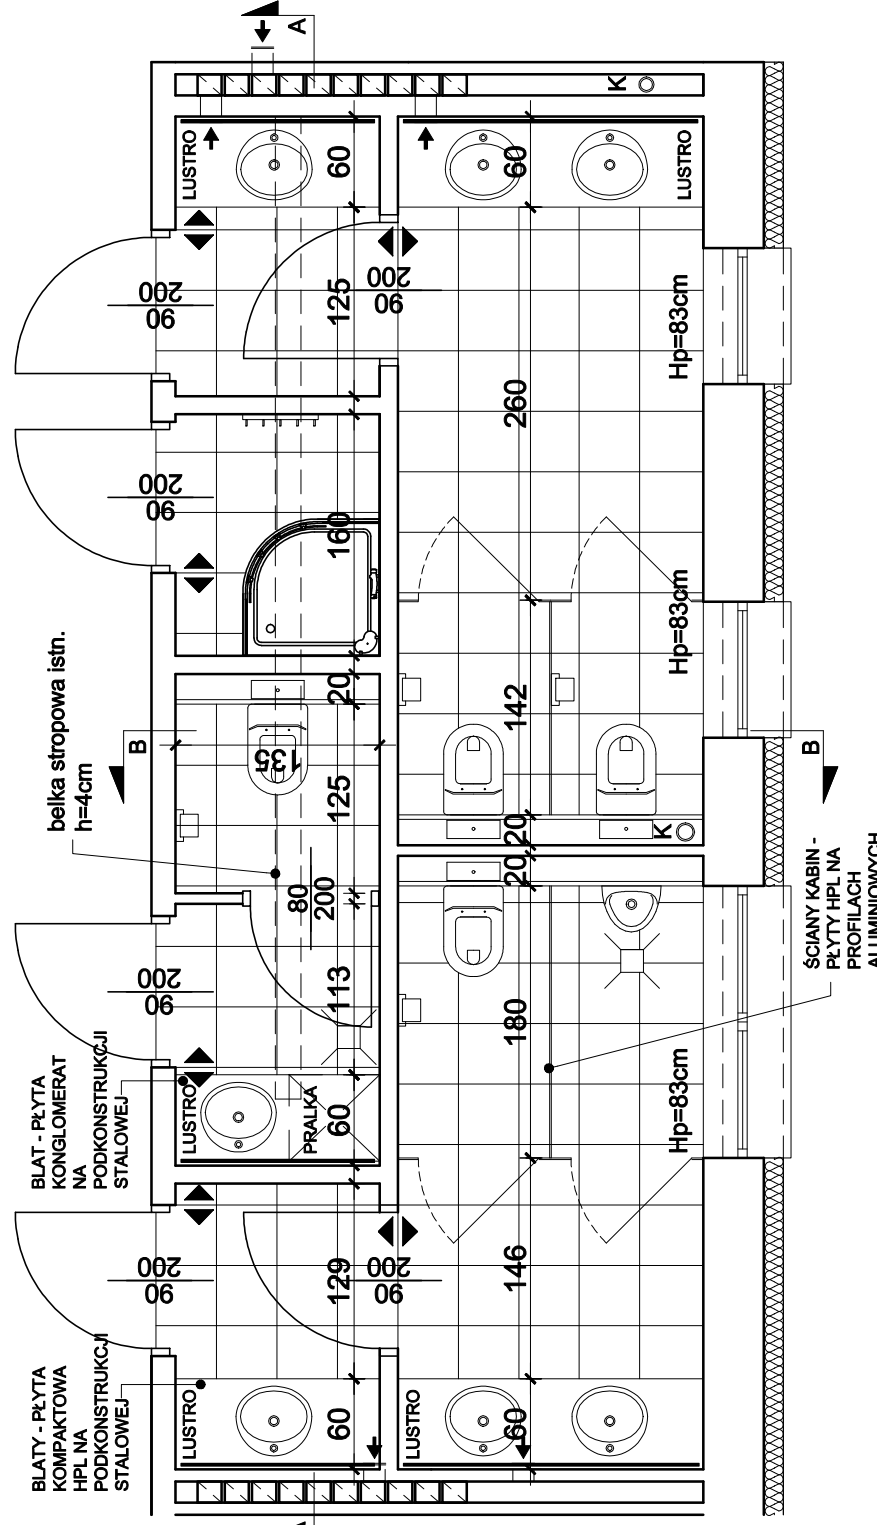 A
K
60
60
LUSTRO
LUSTRO
90
200
125
90
200
Hp=83cm
260
90
200
160
belka stropowa istn.
h=4cm
Hp=83cm
20
142
B
B
135
125
20
20
K
80
200
ŚCIANY KABIN -
PŁYTY HPL NA
PROFILACH
ALUMINIOWYCH
90
200
113
180
BLAT - PŁYTA
KONGLOMERAT
NA
PODKONSTRUKCJI
STALOWEJ
LUSTRO
PRALKA
60
Hp=83cm
90
200
129
90
200
146
BLATY - PŁYTA
KOMPAKTOWA
HPL NA
PODKONSTRUKCJI
STALOWEJ
LUSTRO
60
LUSTRO
60